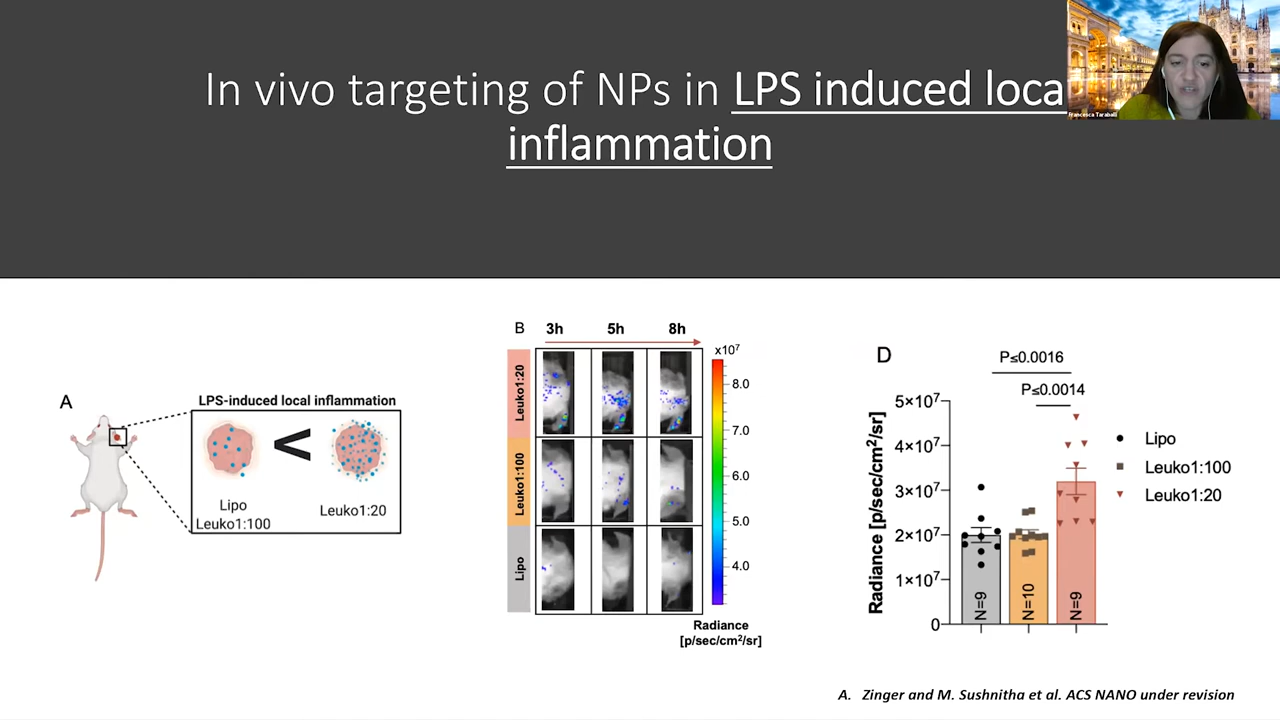 In vivo targeting of NPs in LPS induced loca
inflammation
Francesca Taraballi
A
LPS-induced local inflammation
<
Lipo
Leuko1:100
Leuko1:20
B
3h
5h
8h
Leuko1:20
Leuko1:100
Lipo
x10⁷
8.0
7.0
6.0
5.0
4.0
Radiance
[p/sec/cm²/sr]
D
P≤0.0016
P≤0.0014
Radiance [p/sec/cm²/sr]
5×10⁷
4×10⁷
3×10⁷
2×10⁷
1×10⁷
0
N=9
N=10
N=9
Lipo
Leuko1:100
Leuko1:20
A. Zinger and M. Sushnitha et al. ACS NANO under revision